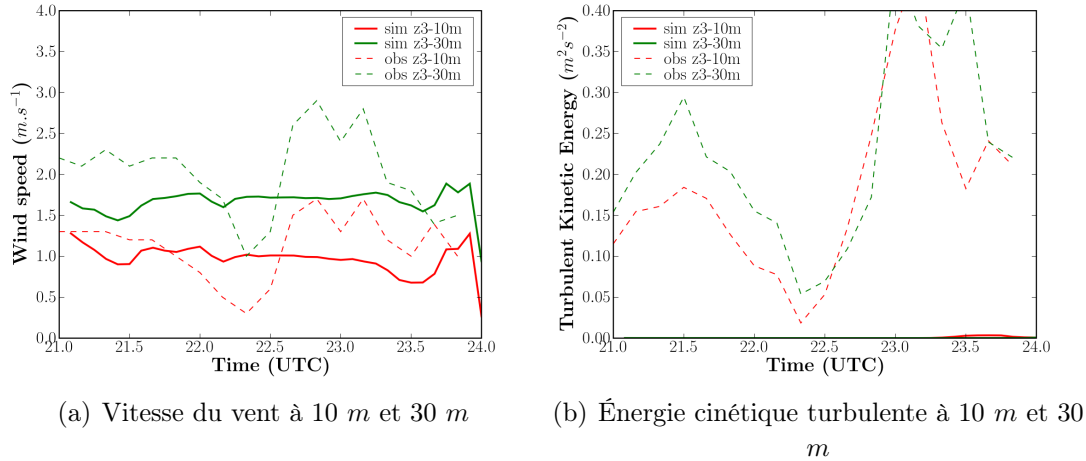 4.0
3.5
3.0
2.5
2.0
1.5
1.0
0.5
0.0
Wind speed (m.s⁻¹)
sim z3-10m
sim z3-30m
obs z3-10m
obs z3-30m
21.0 21.5 22.0 22.5 23.0 23.5 24.0
Time (UTC)
(a) Vitesse du vent à 10 m et 30 m
0.40
0.35
0.30
0.25
0.20
0.15
0.10
0.05
0.00
Turbulent Kinetic Energy (m²s⁻²)
sim z3-10m
sim z3-30m
obs z3-10m
obs z3-30m
21.0 21.5 22.0 22.5 23.0 23.5 24.0
Time (UTC)
(b) Énergie cinétique turbulente à 10 m et 30
m